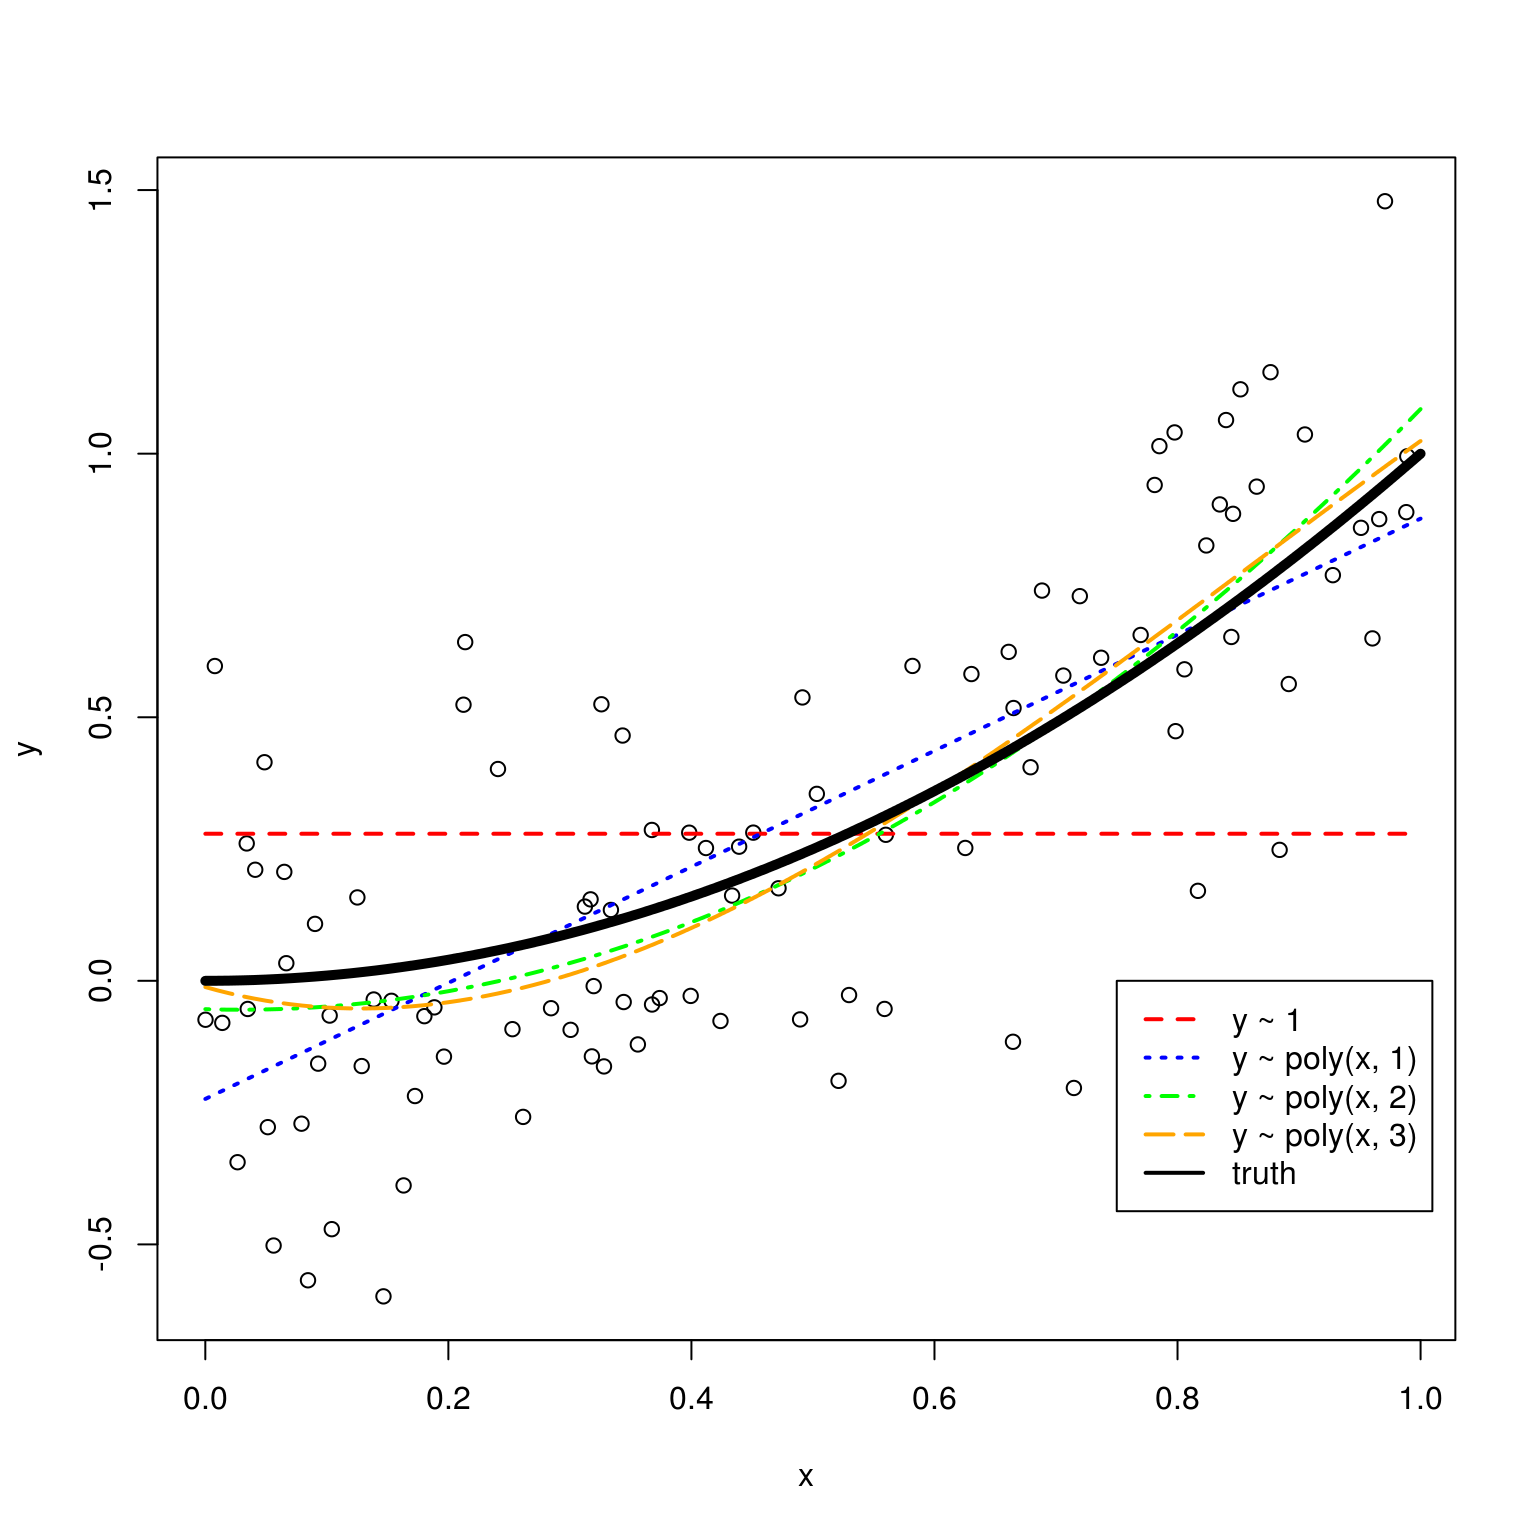 1.5
1.0
0.5
0.0
-0.5
y
0.0 0.2 0.4 0.6 0.8 1.0
x
y ~ 1
y ~ poly(x, 1)
y ~ poly(x, 2)
y ~ poly(x, 3)
truth